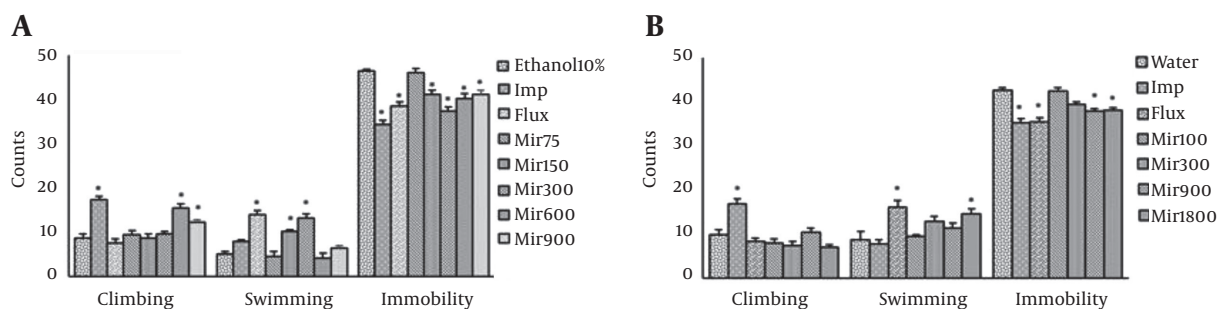 A
50
40
30
20
10
0
Counts
Climbing
Swimming
Immobility
Ethanol10%
Imp
Flux
Mir75
Mir150
Mir300
Mir600
Mir900
B
50
40
30
20
10
0
Counts
Climbing
Swimming
Immobility
Water
Imp
Flux
Mir100
Mir300
Mir900
Mir1800